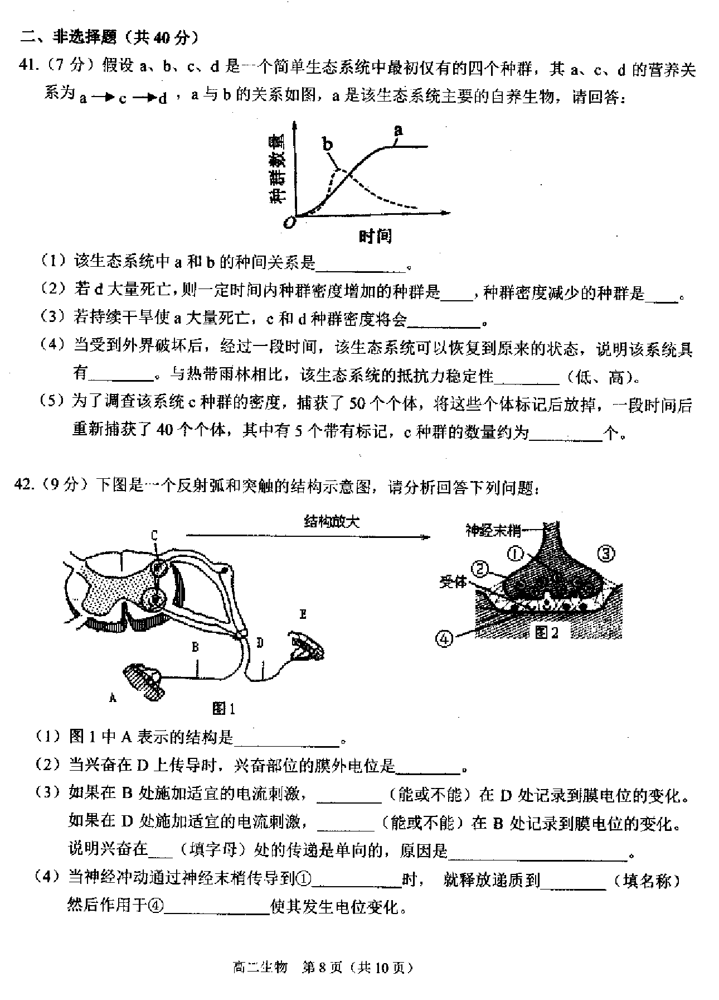 二、非选择题（共 40 分）
41.（7 分）假设 a、b、c、d 是一个简单生态系统中最初仅有的四个种群，其 a、c、d 的营养关
系为 a → c → d ，a 与 b 的关系如图，a 是该生态系统主要的自养生物，请回答：
种群数量
a
b
O
时间
（1）该生态系统中 a 和 b 的种间关系是__________。
（2）若 d 大量死亡，则一定时间内种群密度增加的种群是____，种群密度减少的种群是____。
（3）若持续干旱使 a 大量死亡，c 和 d 种群密度将会________。
（4）当受到外界破坏后，经过一段时间，该生态系统可以恢复到原来的状态，说明该系统具
有________。与热带雨林相比，该生态系统的抵抗力稳定性________（低、高）。
（5）为了调查该系统 c 种群的密度，捕获了 50 个个体，将这些个体标记后放掉，一段时间后
重新捕获了 40 个个体，其中有 5 个带有标记，c 种群的数量约为________个。
42.（9 分）下图是一个反射弧和突触的结构示意图，请分析回答下列问题：
结构放大
C
神经末梢
①
③
②
受体
E
④
图2
B
D
A
图1
（1）图 1 中 A 表示的结构是____________。
（2）当兴奋在 D 上传导时，兴奋部位的膜外电位是________。
（3）如果在 B 处施加适宜的电流刺激，________（能或不能）在 D 处记录到膜电位的变化。
如果在 D 处施加适宜的电流刺激，_______（能或不能）在 B 处记录到膜电位的变化。
说明兴奋在___（填字母）处的传递是单向的，原因是____________________。
（4）当神经冲动通过神经末梢传导到①__________时， 就释放递质到________（填名称）
然后作用于④____________使其发生电位变化。
高二生物 第 8 页（共 10 页）